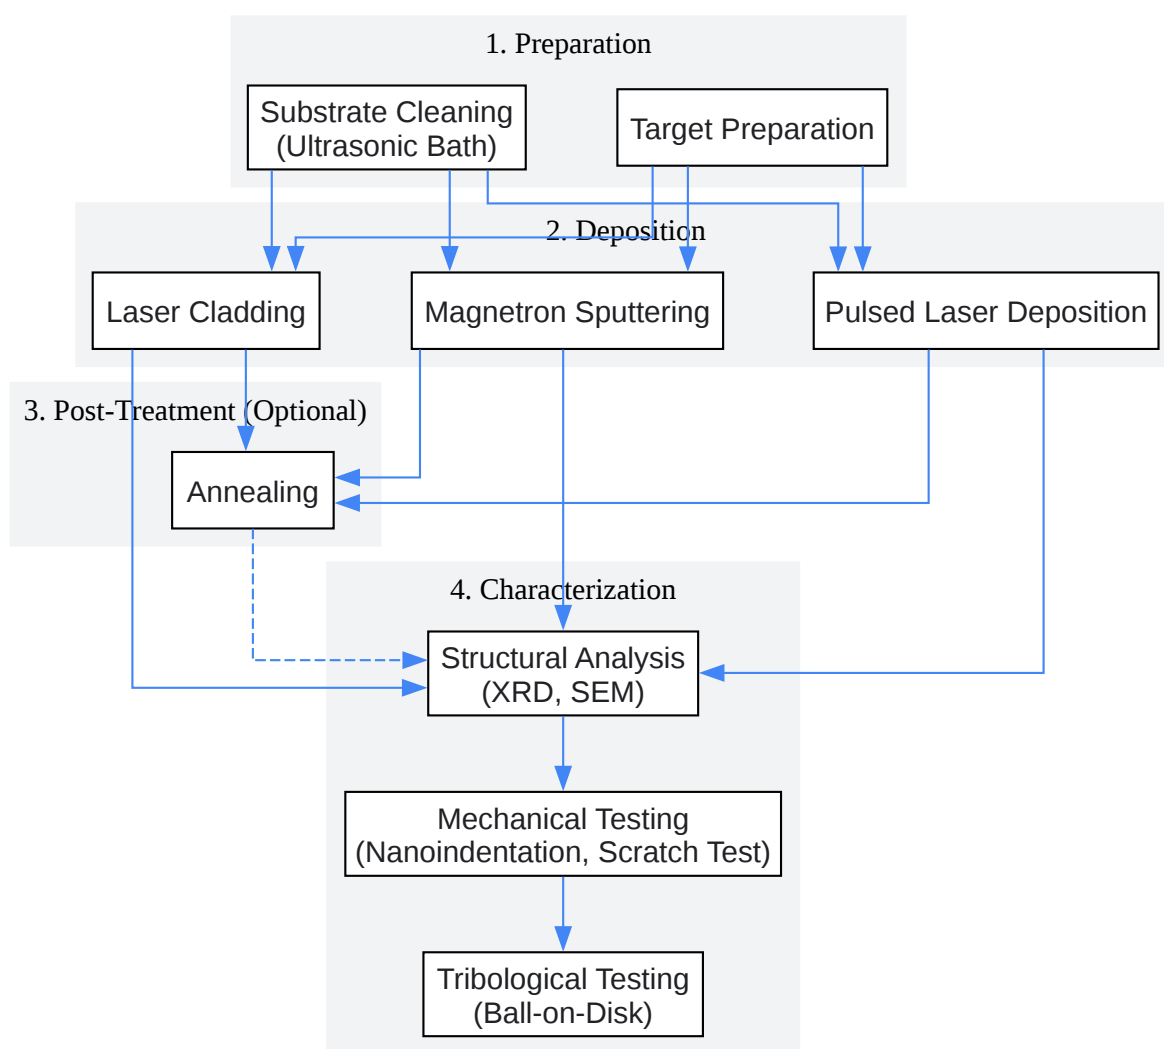 1. Preparation
Substrate Cleaning
(Ultrasonic Bath)
Target Preparation
2. Deposition
Laser Cladding
Magnetron Sputtering
Pulsed Laser Deposition
3. Post-Treatment (Optional)
Annealing
4. Characterization
Structural Analysis
(XRD, SEM)
Mechanical Testing
(Nanoindentation, Scratch Test)
Tribological Testing
(Ball-on-Disk)